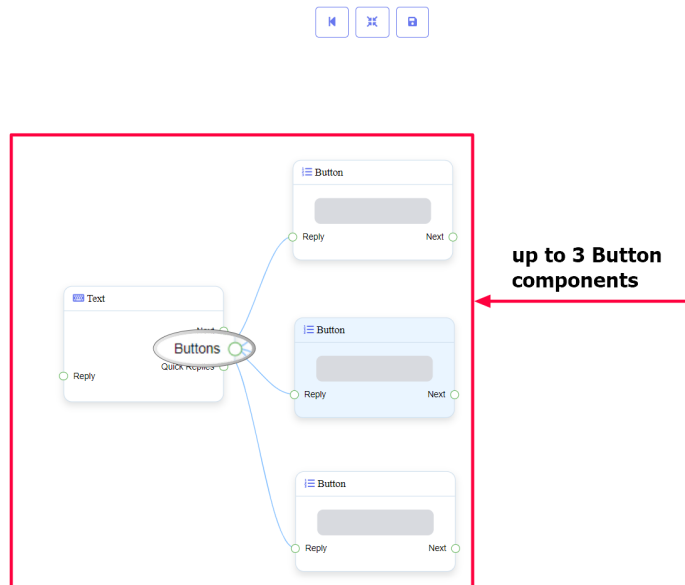 Button
Reply Next
up to 3 Button
components
Text
Next
Buttons
Quick Replies
Reply
Button
Reply Next
Button
Reply Next